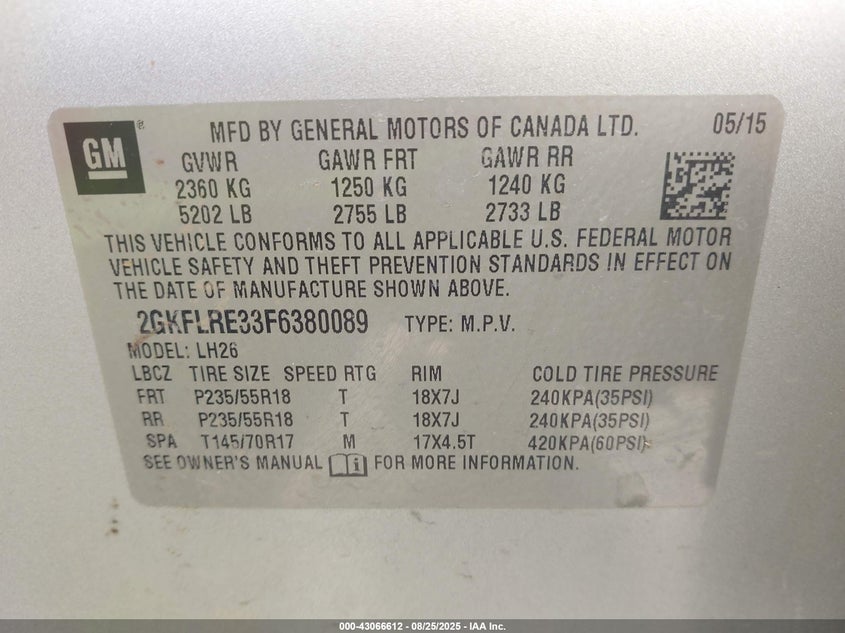 GM ® MFD BY GENERAL MOTORS OF CANADA LTD. 05/15
GVWR GAWR FRT GAWR RR
2360 KG 1250 KG 1240 KG
5202 LB 2755 LB 2733 LB
THIS VEHICLE CONFORMS TO ALL APPLICABLE U.S. FEDERAL MOTOR
VEHICLE SAFETY AND THEFT PREVENTION STANDARDS IN EFFECT ON
THE DATE OF MANUFACTURE SHOWN ABOVE.
2GKFLRE33F6380089 TYPE: M.P.V.
MODEL: LH26
LBCZ TIRE SIZE SPEED RTG RIM COLD TIRE PRESSURE
FRT P235/55R18 T 18X7J 240KPA(35PSI)
RR P235/55R18 T 18X7J 240KPA(35PSI)
SPA T145/70R17 M 17X4.5T 420KPA(60PSI)
SEE OWNER'S MANUAL FOR MORE INFORMATION.
000-43066612 - 08/25/2025 - IAA Inc.